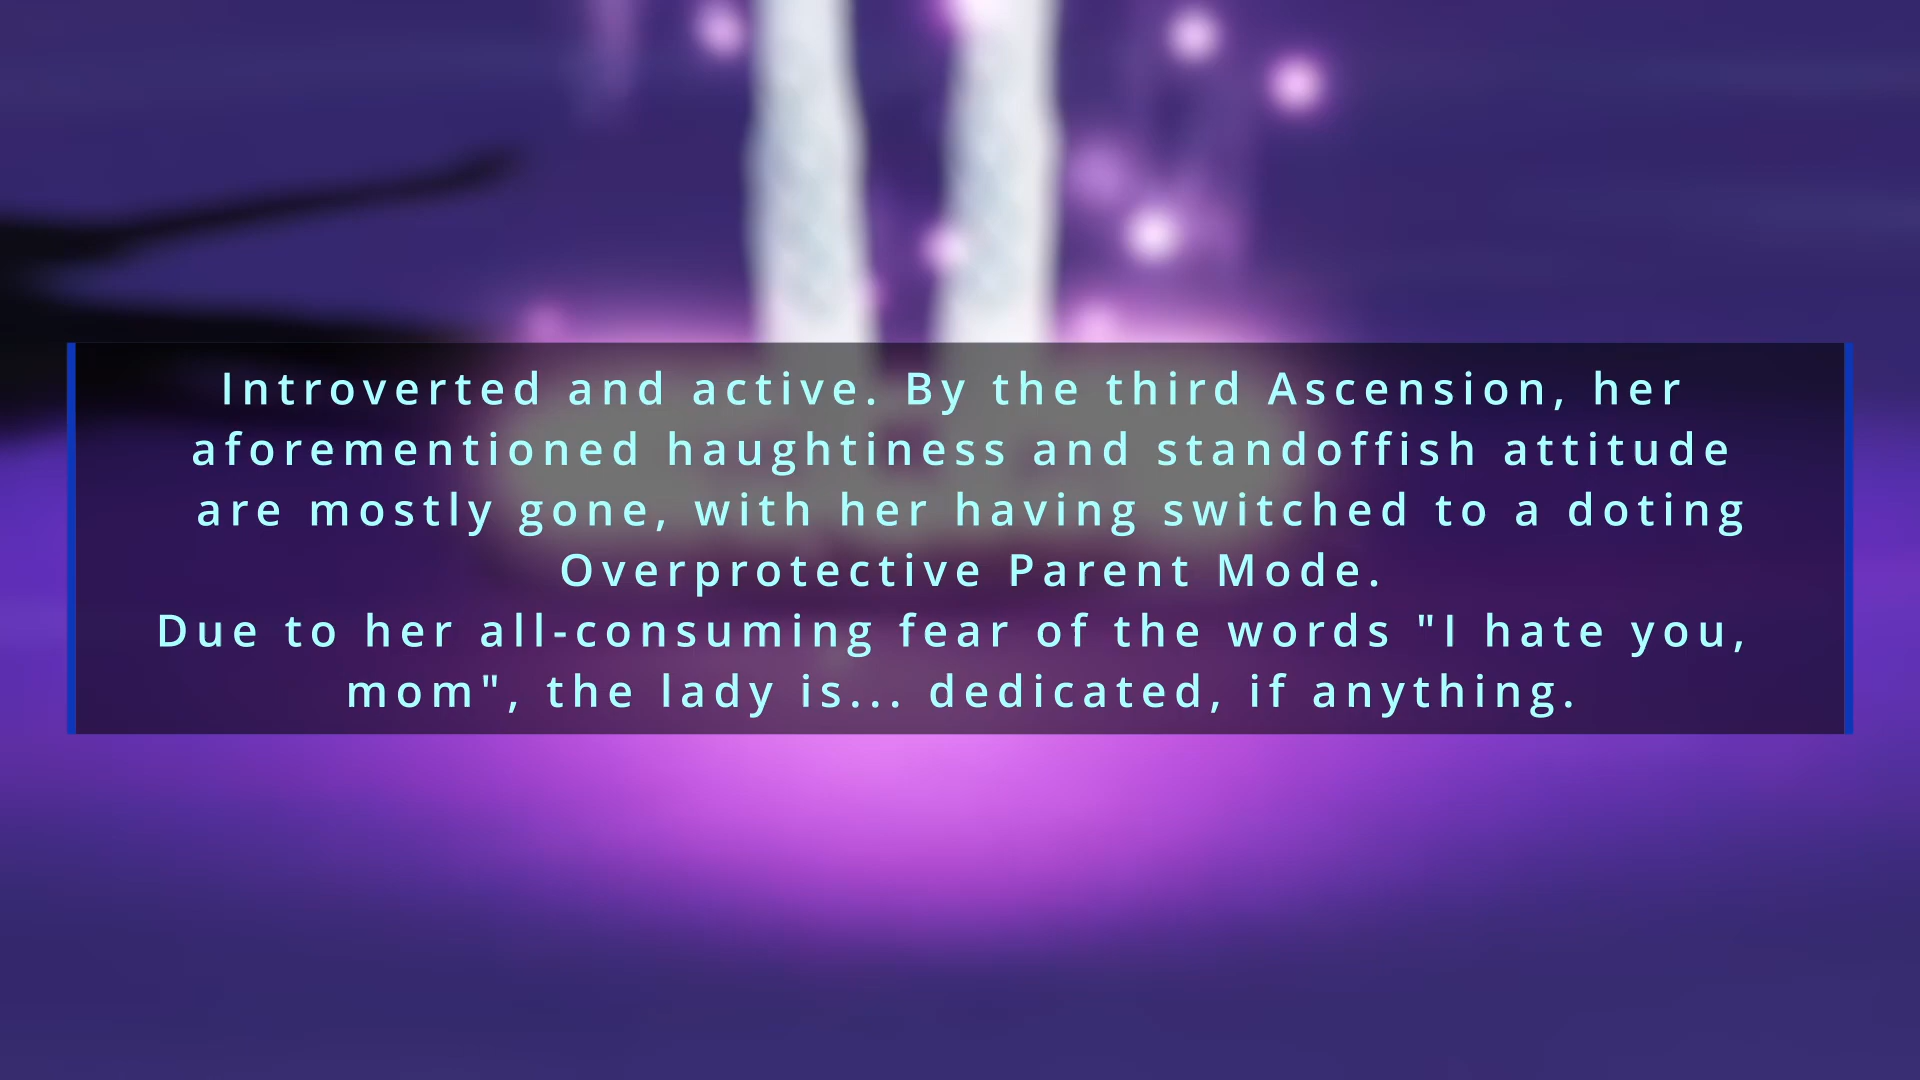 Introverted and active. By the third Ascension, her
aforementioned haughtiness and standoffish attitude
are mostly gone, with her having switched to a doting
Overprotective Parent Mode.
Due to her all-consuming fear of the words "I hate you,
mom", the lady is... dedicated, if anything.